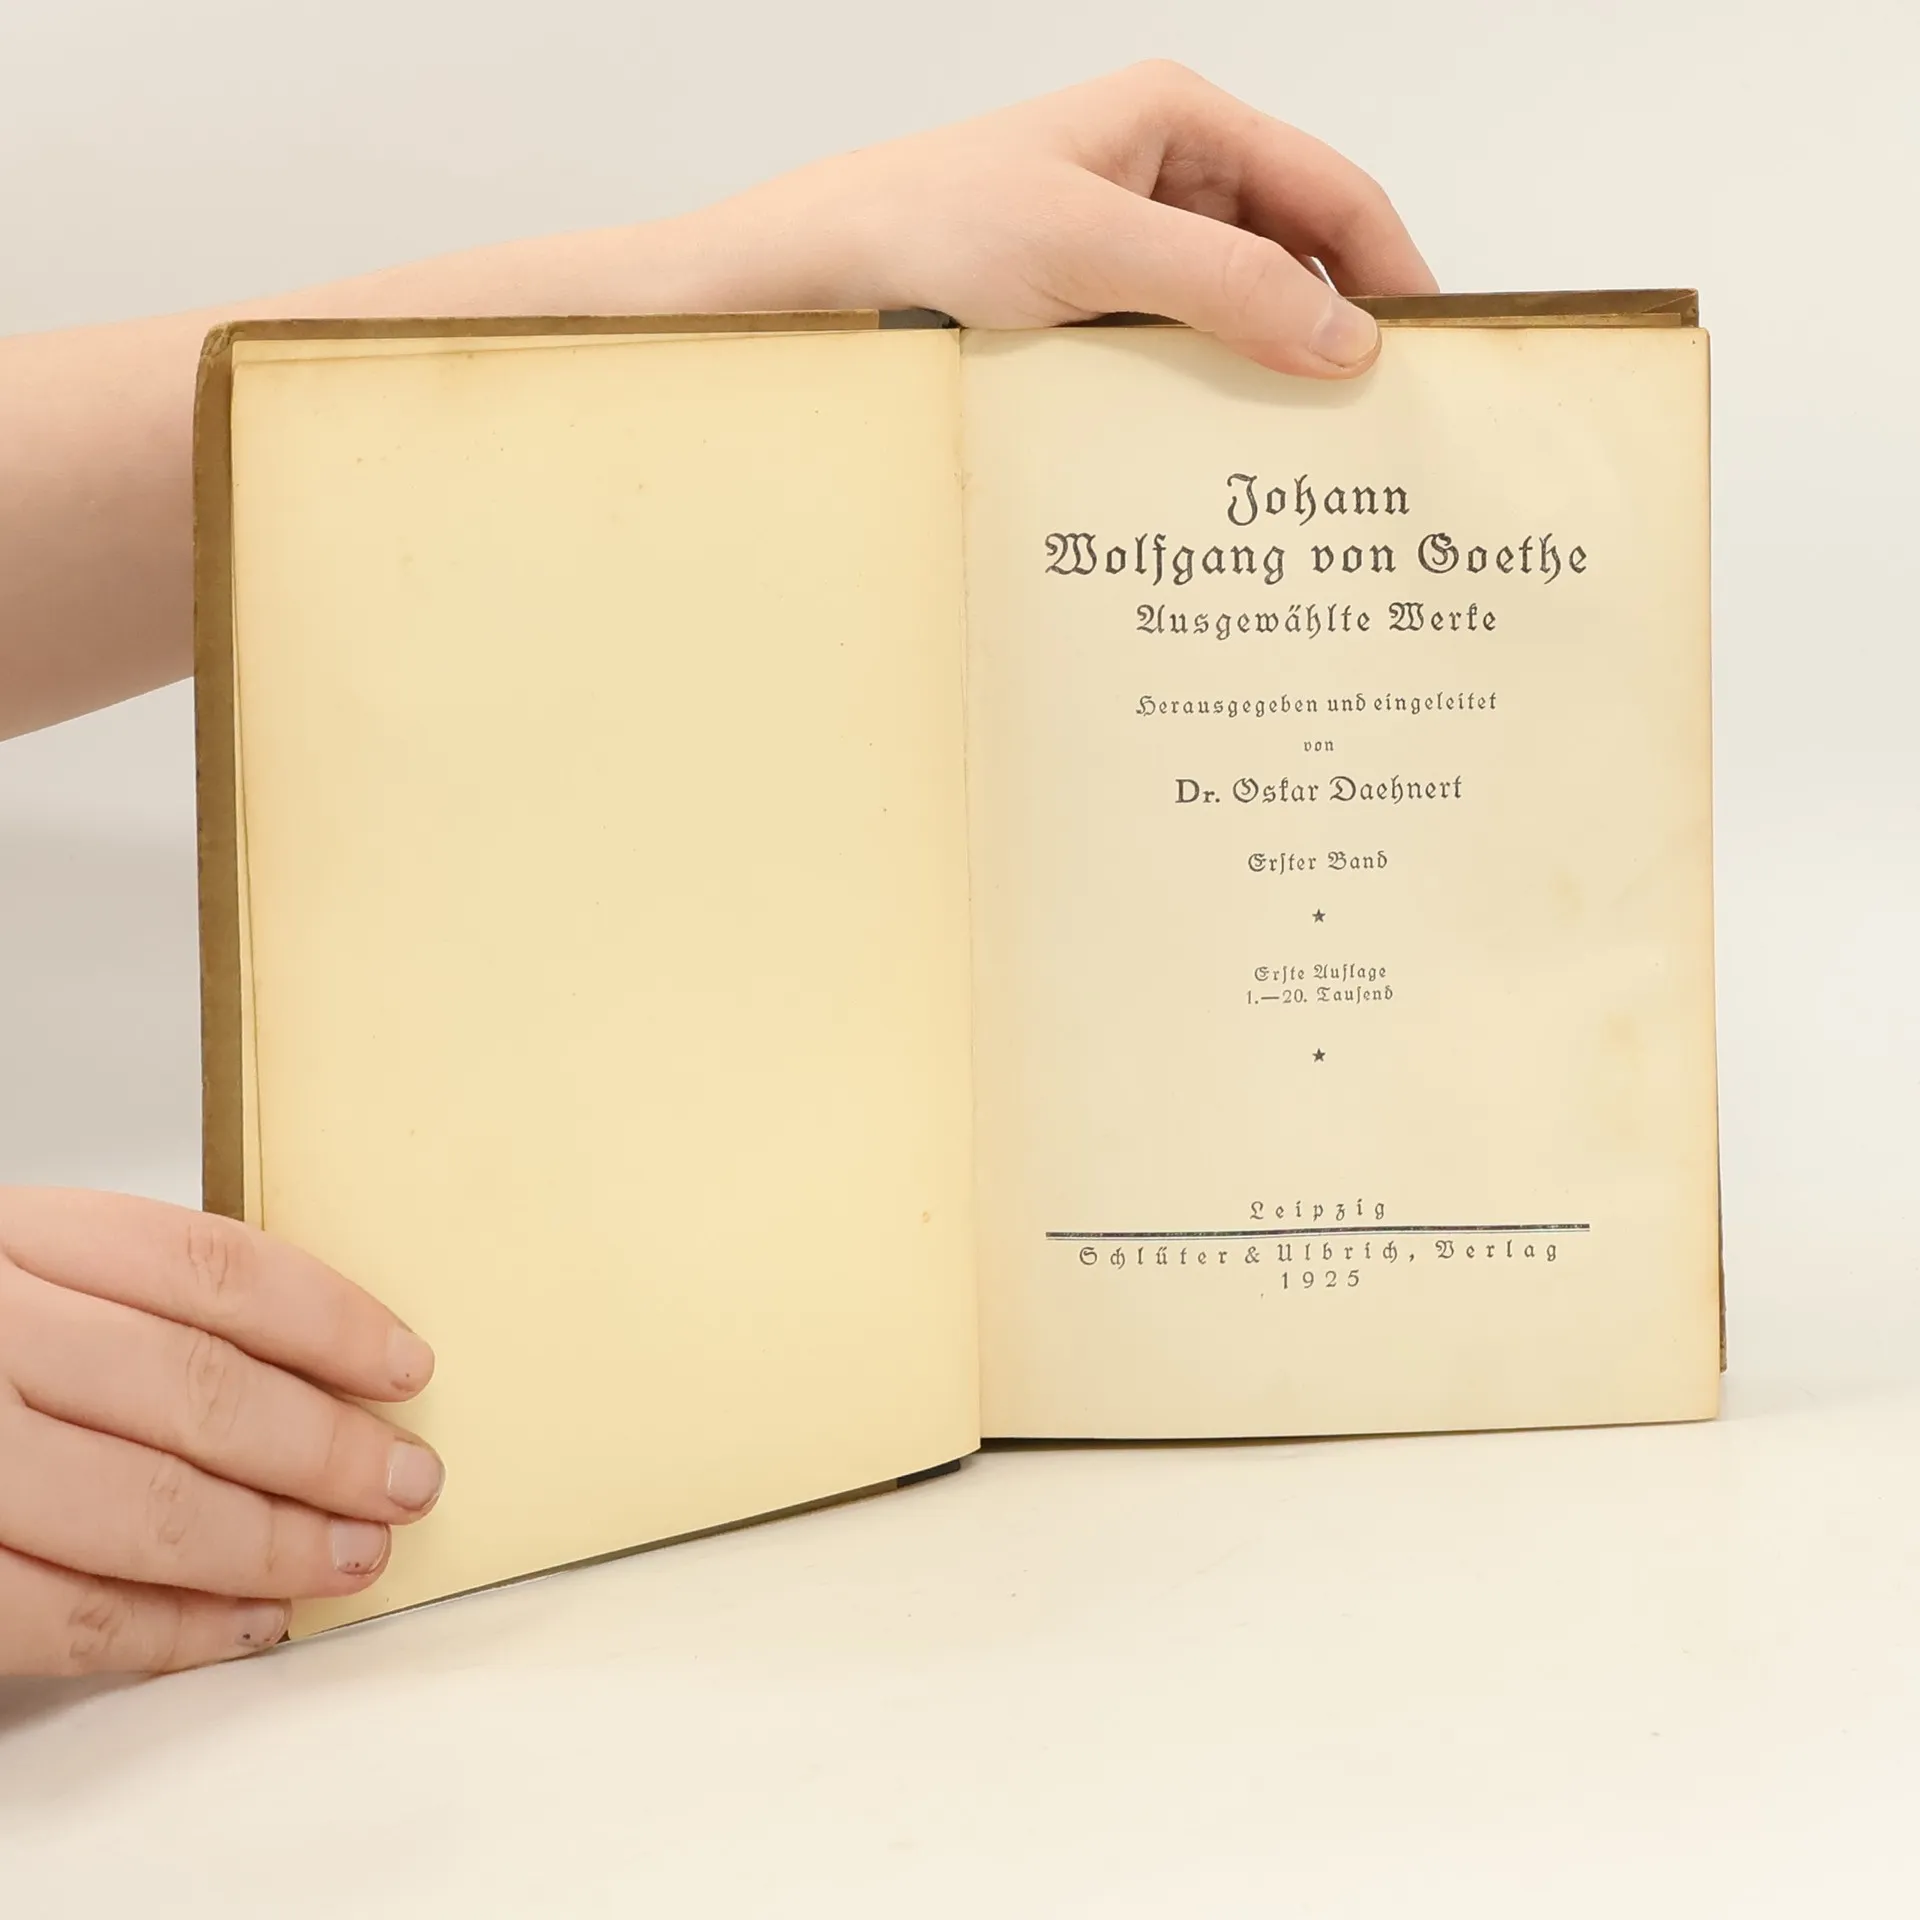 Johann
Wolfgang von Goethe
Ausgewählte Werke
Herausgegeben und eingeleitet
von
Dr. Oskar Daehnert
Erſter Band
★
Erſte Auflage
1.—20. Tauſend
★
Leipzig
Schlüter & Ulbrich, Verlag
1925